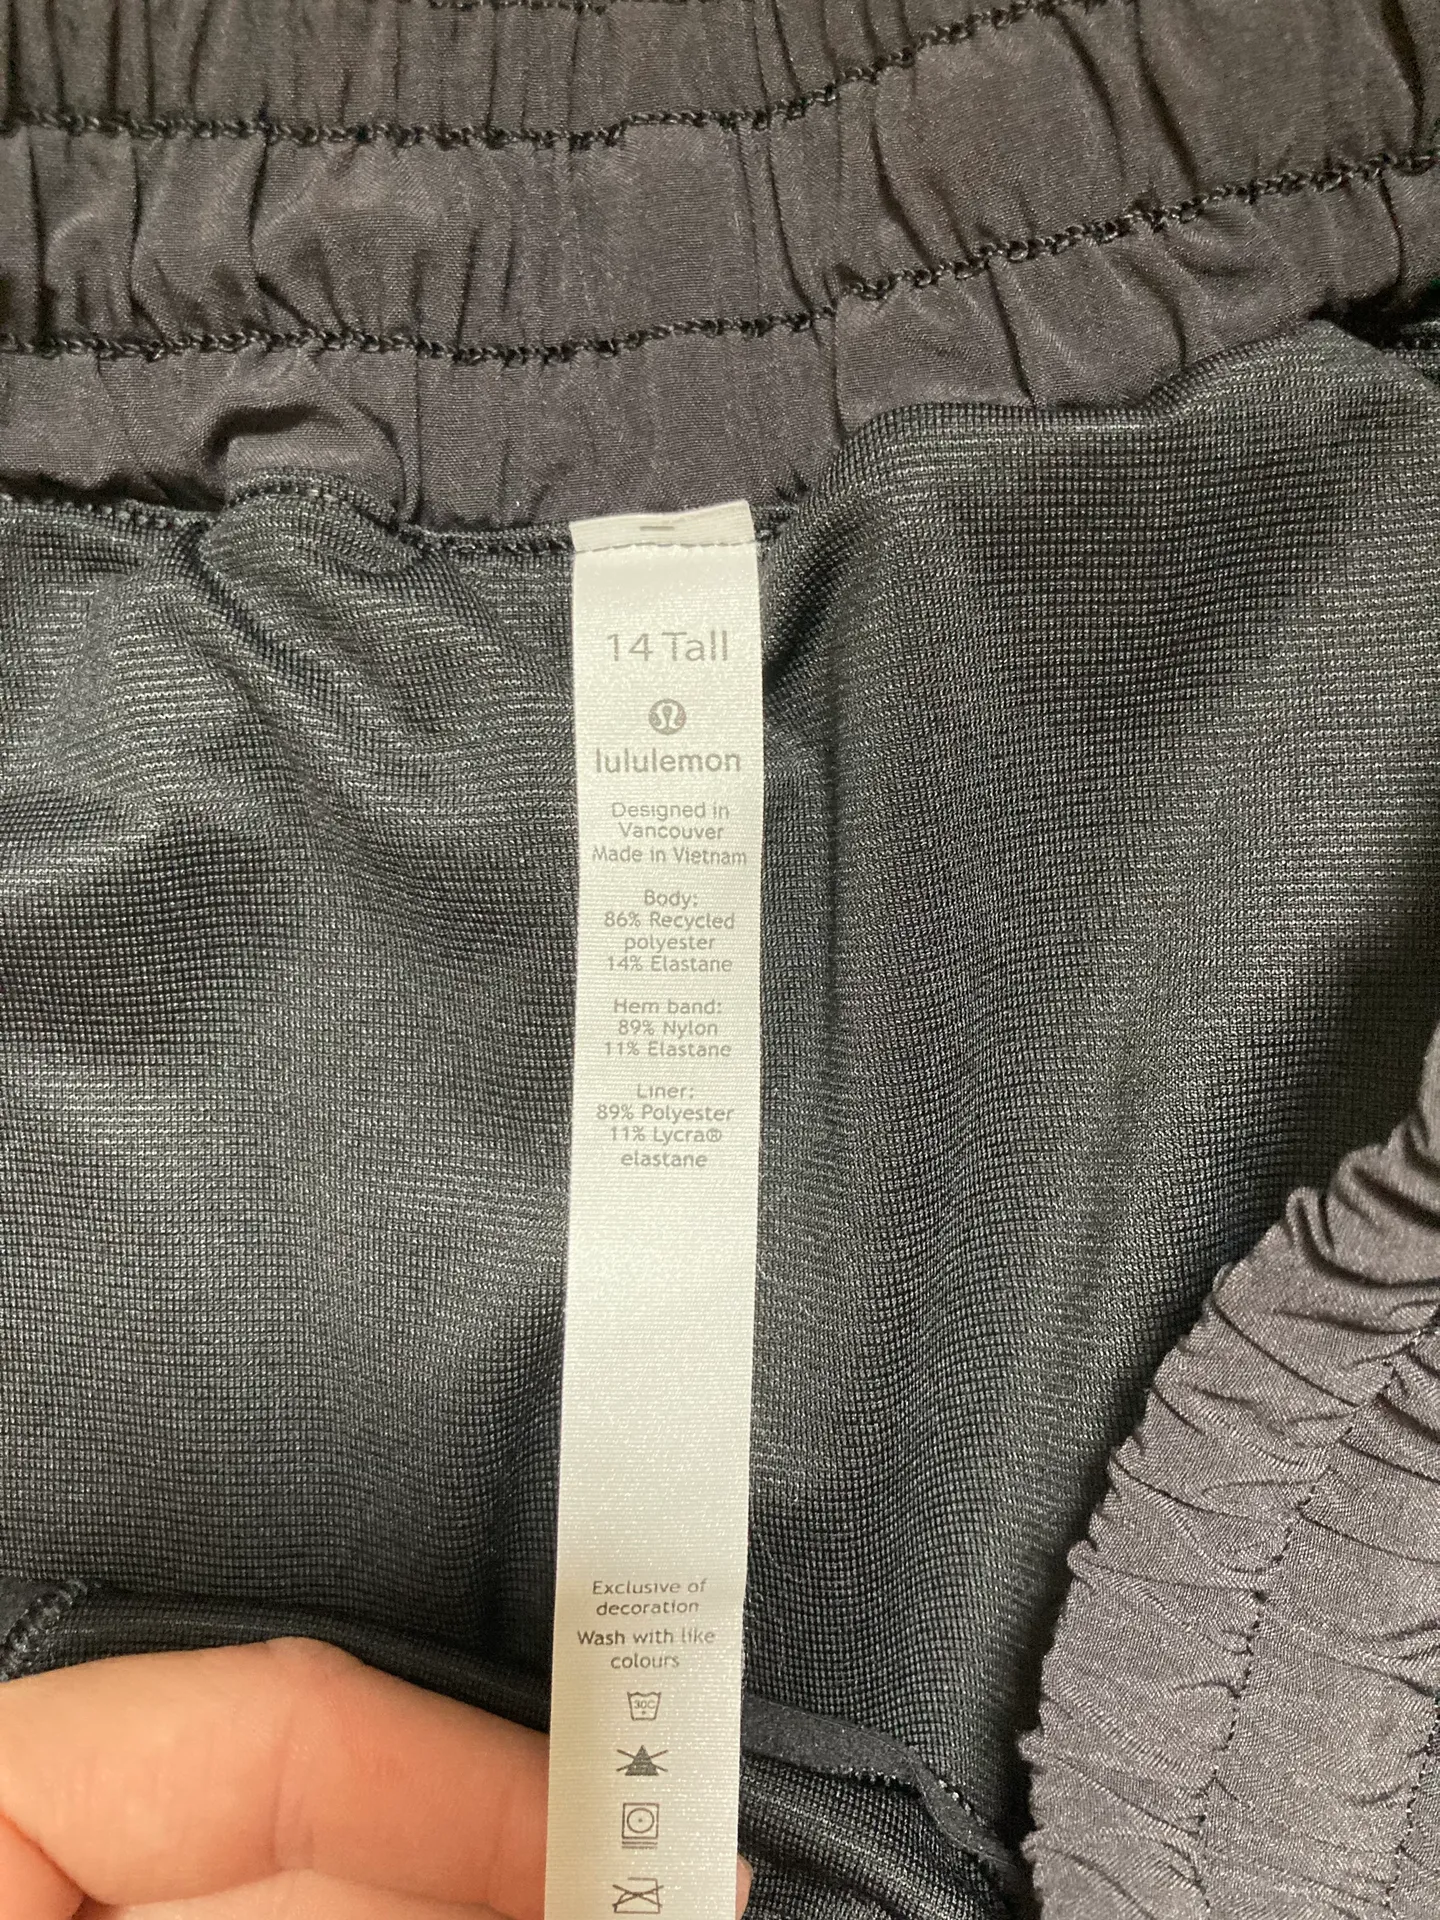 14 Tall
lululemon
Designed in
Vancouver
Made in Vietnam
Body:
86% Recycled
polyester
14% Elastane
Hem band:
89% Nylon
11% Elastane
Liner:
89% Polyester
11% Lycra®
elastane
Exclusive of
decoration
Wash with like
colours
30C